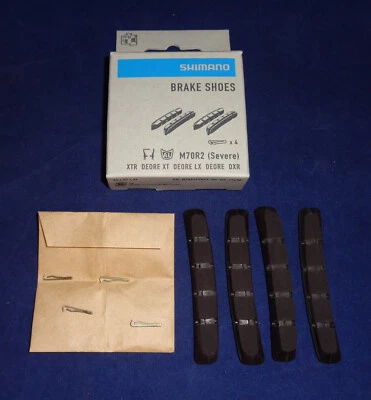 SHIMANO
BRAKE SHOES
x 4
M70R2 (Severe)
XTR DEORE XT DEORE LX DEORE DXR